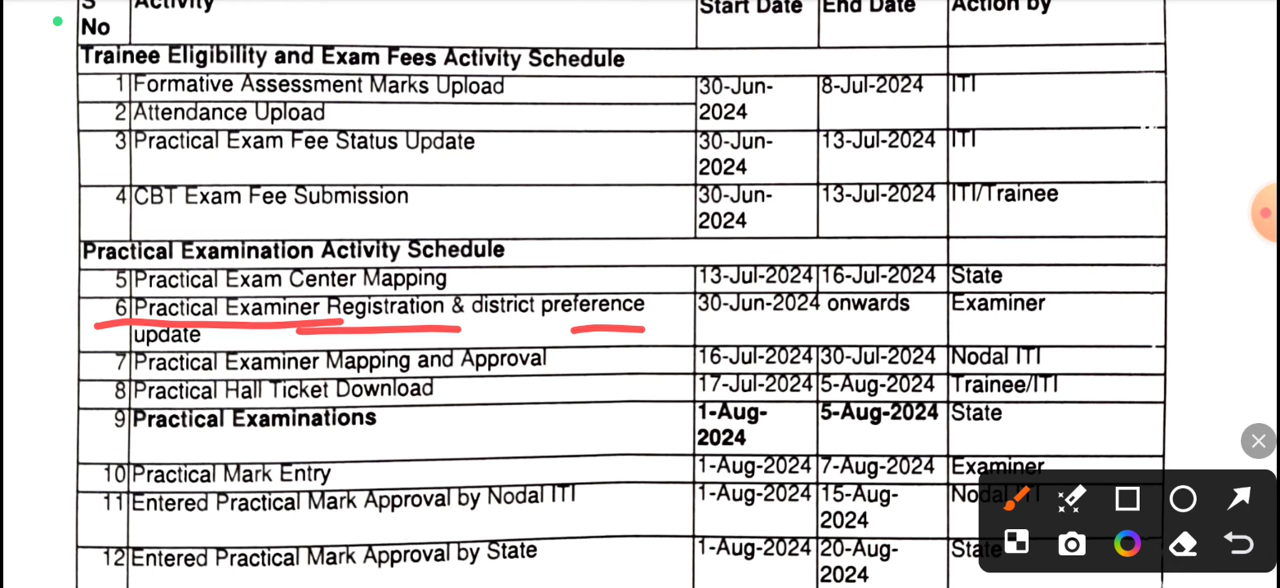 S Activity Start Date End Date Action by
No
Trainee Eligibility and Exam Fees Activity Schedule
1 Formative Assessment Marks Upload 30-Jun- 8-Jul-2024 ITI
2 Attendance Upload 2024
3 Practical Exam Fee Status Update 30-Jun- 13-Jul-2024 ITI
2024
4 CBT Exam Fee Submission 30-Jun- 13-Jul-2024 ITI/Trainee
2024
Practical Examination Activity Schedule
5 Practical Exam Center Mapping 13-Jul-2024 16-Jul-2024 State
6 Practical Examiner Registration & district preference 30-Jun-2024 onwards Examiner
update
7 Practical Examiner Mapping and Approval 16-Jul-2024 30-Jul-2024 Nodal ITI
8 Practical Hall Ticket Download 17-Jul-2024 5-Aug-2024 Trainee/ITI
9 Practical Examinations 1-Aug- 5-Aug-2024 State
2024
10 Practical Mark Entry 1-Aug-2024 7-Aug-2024 Examiner
11 Entered Practical Mark Approval by Nodal ITI 1-Aug-2024 15-Aug- Nodal ITI
2024
12 Entered Practical Mark Approval by State 1-Aug-2024 20-Aug- State
2024